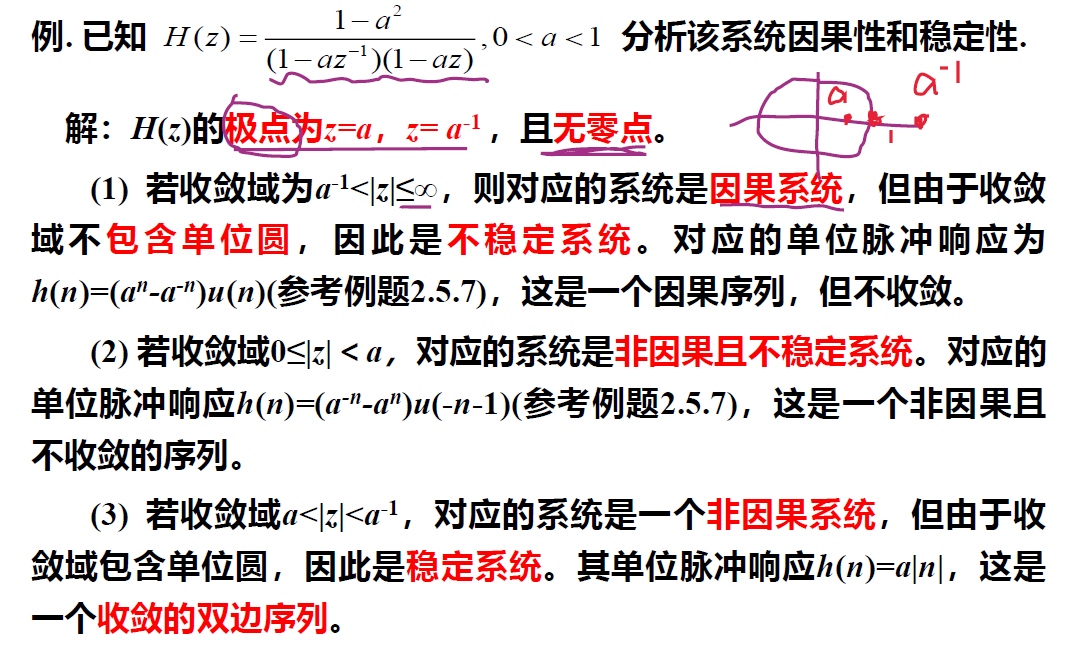 例. 已知 H(z) = \frac{1-a^2}{(1-az^{-1})(1-az)}, 0 < a < 1 分析该系统因果性和稳定性.
a a⁻¹
1
解：H(z)的极点为z=a，z= a⁻¹ ，且无零点。
(1) 若收敛域为a⁻¹<|z|≤∞，则对应的系统是因果系统，但由于收敛
域不包含单位圆，因此是不稳定系统。对应的单位脉冲响应为
h(n)=(aⁿ-a⁻ⁿ)u(n)(参考例题2.5.7)，这是一个因果序列，但不收敛。
(2) 若收敛域0≤|z| < a，对应的系统是非因果且不稳定系统。对应的
单位脉冲响应h(n)=(a⁻ⁿ-aⁿ)u(-n-1)(参考例题2.5.7)，这是一个非因果且
不收敛的序列。
(3) 若收敛域a<|z|<a⁻¹，对应的系统是一个非因果系统，但由于收
敛域包含单位圆，因此是稳定系统。其单位脉冲响应h(n)=a|n|，这是
一个收敛的双边序列。